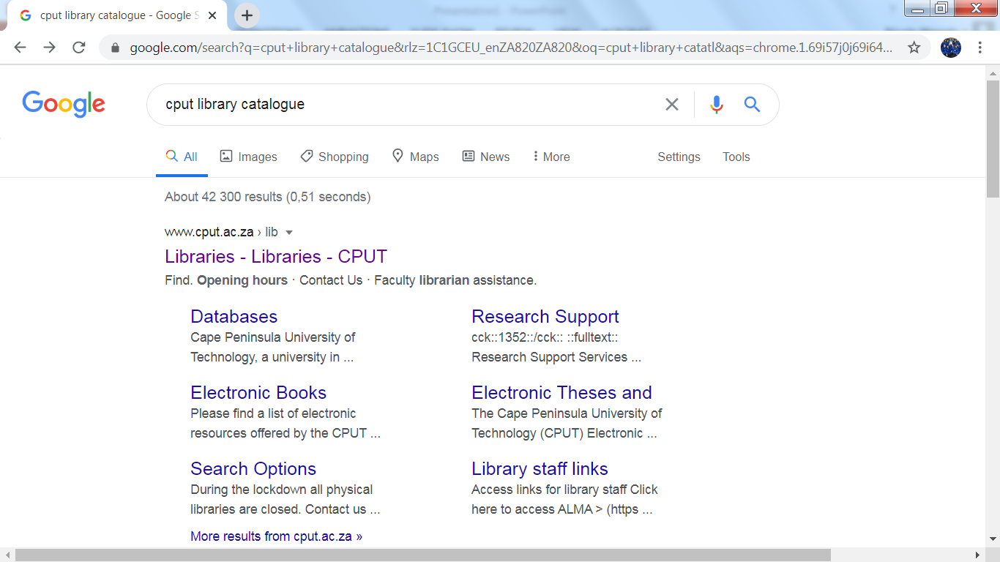 cput library catalogue - Google S
google.com/search?q=cput+library+catalogue&rlz=1C1GCEU_enZA820ZA820&oq=cput+library+catatl&aqs=chrome.1.69i57j0j69i64...
Google
cput library catalogue
All Images Shopping Maps News More Settings Tools
About 42 300 results (0,51 seconds)
www.cput.ac.za › lib
Libraries - Libraries - CPUT
Find. Opening hours · Contact Us · Faculty librarian assistance.
Databases
Cape Peninsula University of
Technology, a university in ...
Research Support
cck::1352::/cck:: ::fulltext::
Research Support Services ...
Electronic Books
Please find a list of electronic
resources offered by the CPUT ...
Electronic Theses and
The Cape Peninsula University of
Technology (CPUT) Electronic ...
Search Options
During the lockdown all physical
libraries are closed. Contact us ...
Library staff links
Access links for library staff Click
here to access ALMA > (https ...
More results from cput.ac.za »